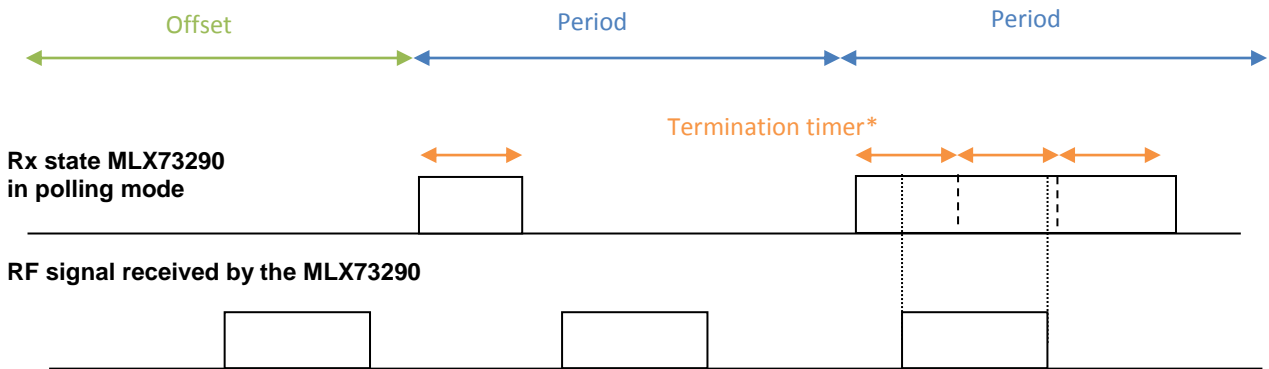 Offset
Period
Period
Termination timer*
Rx state MLX73290
in polling mode
RF signal received by the MLX73290